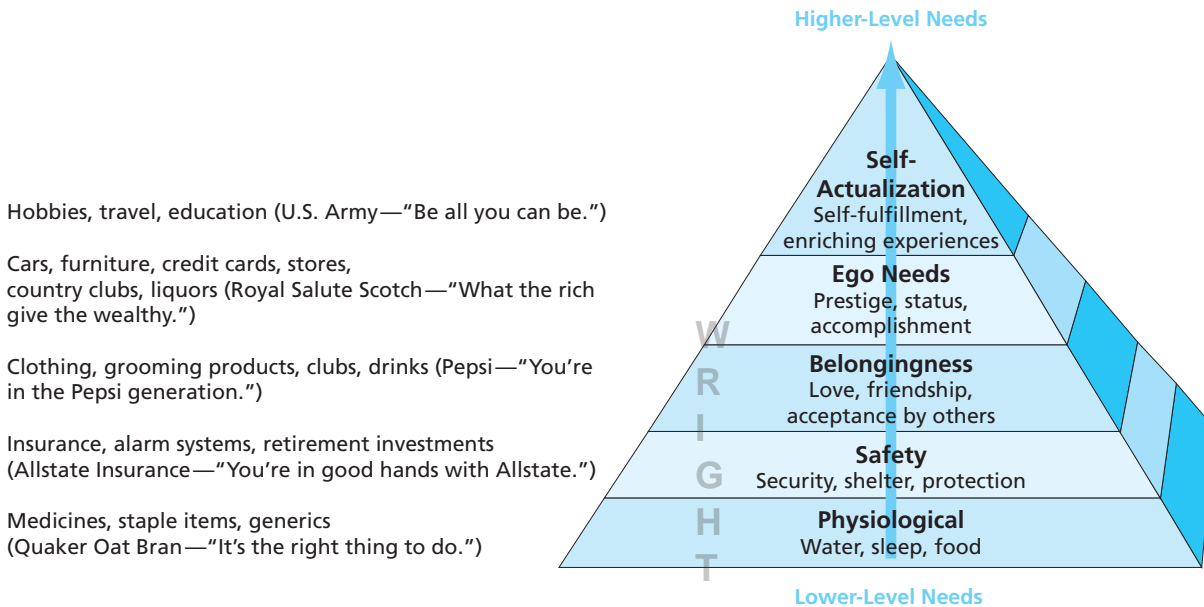 Higher-Level Needs
Self-
Actualization
Self-fulfillment,
enriching experiences
Hobbies, travel, education (U.S. Army—“Be all you can be.”)
Ego Needs
Prestige, status,
accomplishment
Cars, furniture, credit cards, stores,
country clubs, liquors (Royal Salute Scotch—“What the rich
give the wealthy.”)
Belongingness
Love, friendship,
acceptance by others
Clothing, grooming products, clubs, drinks (Pepsi—“You’re
in the Pepsi generation.”)
Safety
Security, shelter, protection
Insurance, alarm systems, retirement investments
(Allstate Insurance—“You’re in good hands with Allstate.”)
Physiological
Water, sleep, food
Medicines, staple items, generics
(Quaker Oat Bran—“It’s the right thing to do.”)
Lower-Level Needs
W
R
I
G
H
T